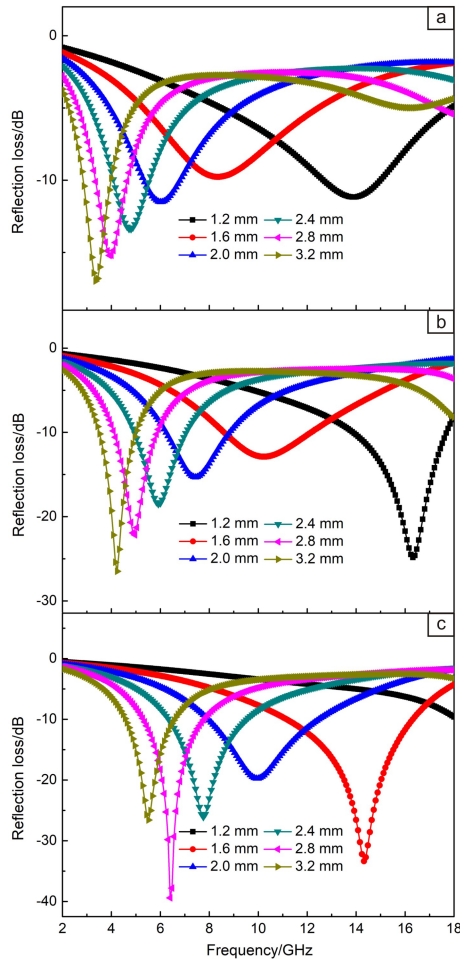 a
0
-10
Reflection loss/dB
1.2 mm 2.4 mm
1.6 mm 2.8 mm
2.0 mm 3.2 mm
b
0
-10
-20
-30
Reflection loss/dB
1.2 mm 2.4 mm
1.6 mm 2.8 mm
2.0 mm 3.2 mm
c
0
-10
-20
-30
-40
Reflection loss/dB
1.2 mm 2.4 mm
1.6 mm 2.8 mm
2.0 mm 3.2 mm
2 4 6 8 10 12 14 16 18
Frequency/GHz